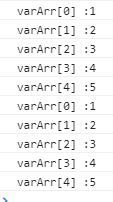 varArr[0] :1
varArr[1] :2
varArr[2] :3
varArr[3] :4
varArr[4] :5
varArr[0] :1
varArr[1] :2
varArr[2] :3
varArr[3] :4
varArr[4] :5